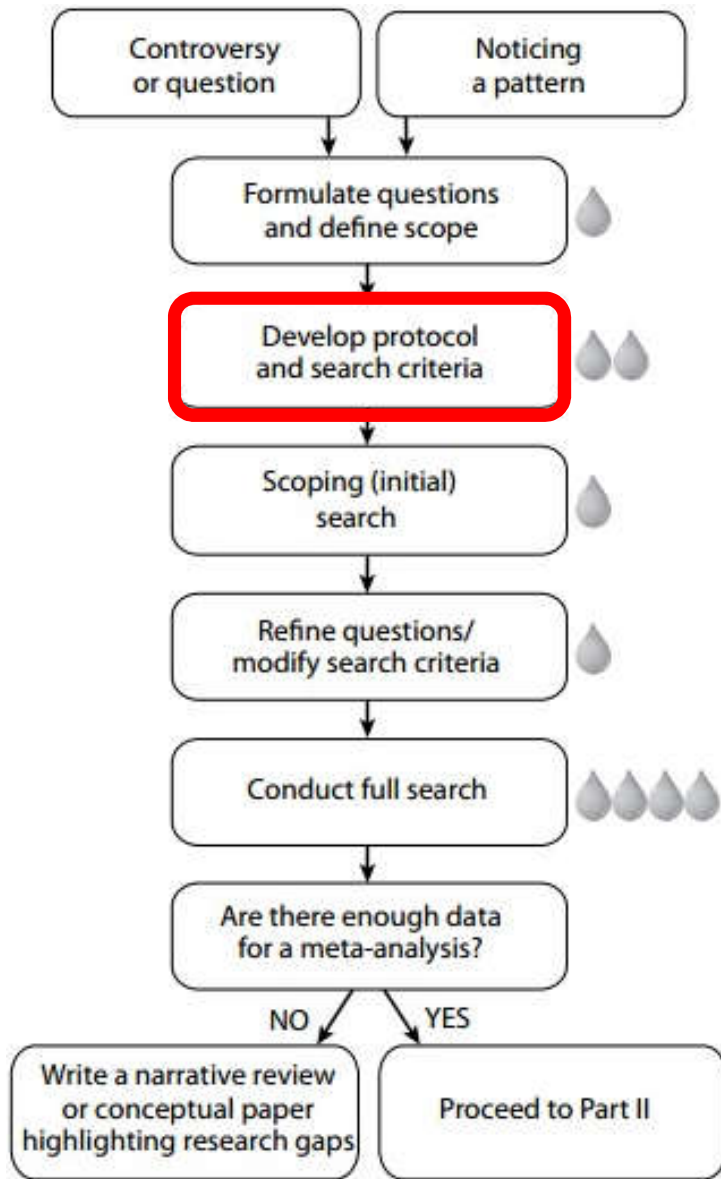 Controversy
or question
Noticing
a pattern
Formulate questions
and define scope
Develop protocol
and search criteria
Scoping (initial)
search
Refine questions/
modify search criteria
Conduct full search
Are there enough data
for a meta-analysis?
NO
YES
Write a narrative review
or conceptual paper
highlighting research gaps
Proceed to Part II